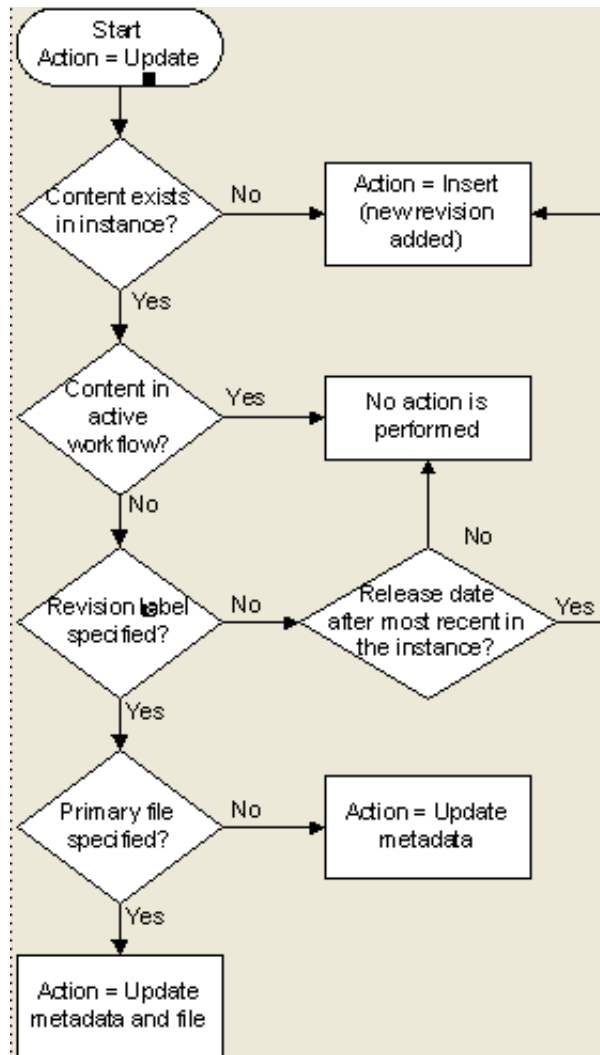 Start
Action = Update
Content exists
in instance?
No
Action = Insert
(new revision
added)
Yes
Content in
active
workflow?
Yes
No action is
performed
No
No
Revision label
specified?
No
Release date
after most recent in
the instance?
Yes
Yes
Primary file
specified?
No
Action = Update
metadata
Yes
Action = Update
metadata and file